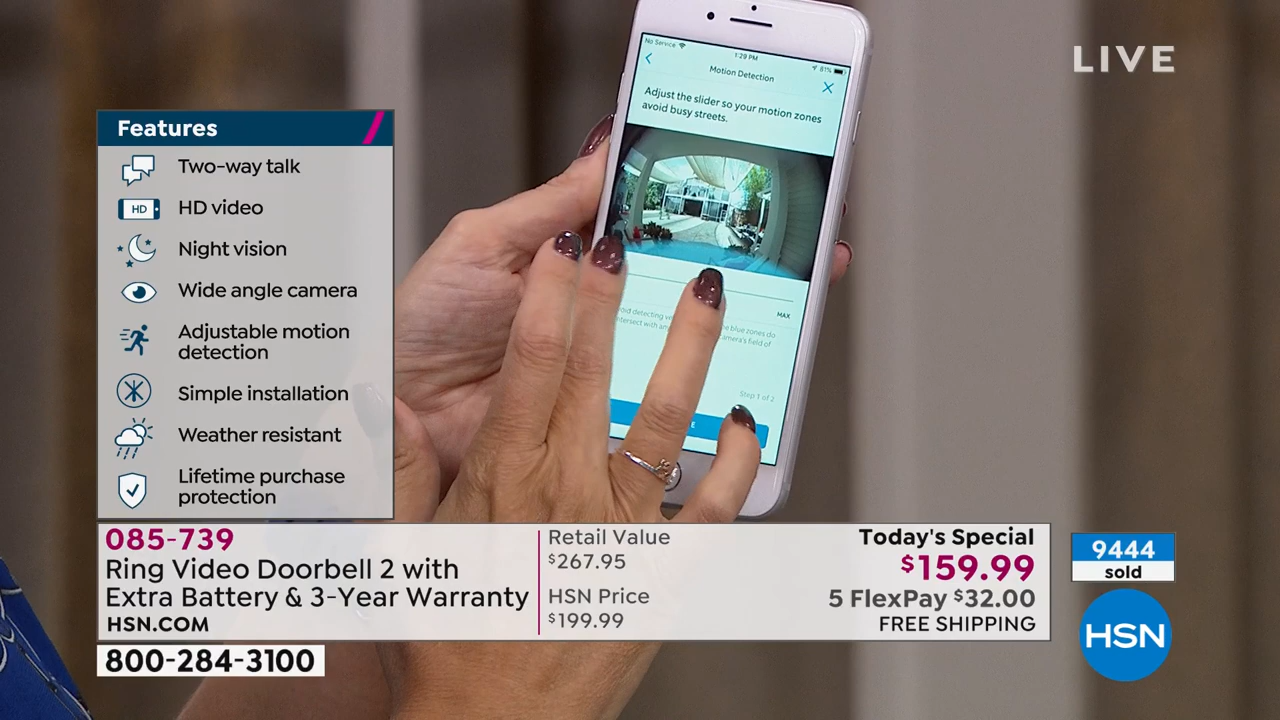 LIVE
No Service
1:29 PM
81%
Motion Detection
Adjust the slider so your motion zones
avoid busy streets.
MAX
Step 1 of 2
Features
Two-way talk
HD
HD video
Night vision
Wide angle camera
Adjustable motion
detection
Simple installation
Weather resistant
Lifetime purchase
protection
085-739
Ring Video Doorbell 2 with
Extra Battery & 3-Year Warranty
HSN.COM
Retail Value
$267.95
HSN Price
$199.99
Today's Special
$159.99
5 FlexPay $32.00
FREE SHIPPING
9444
sold
HSN
800-284-3100